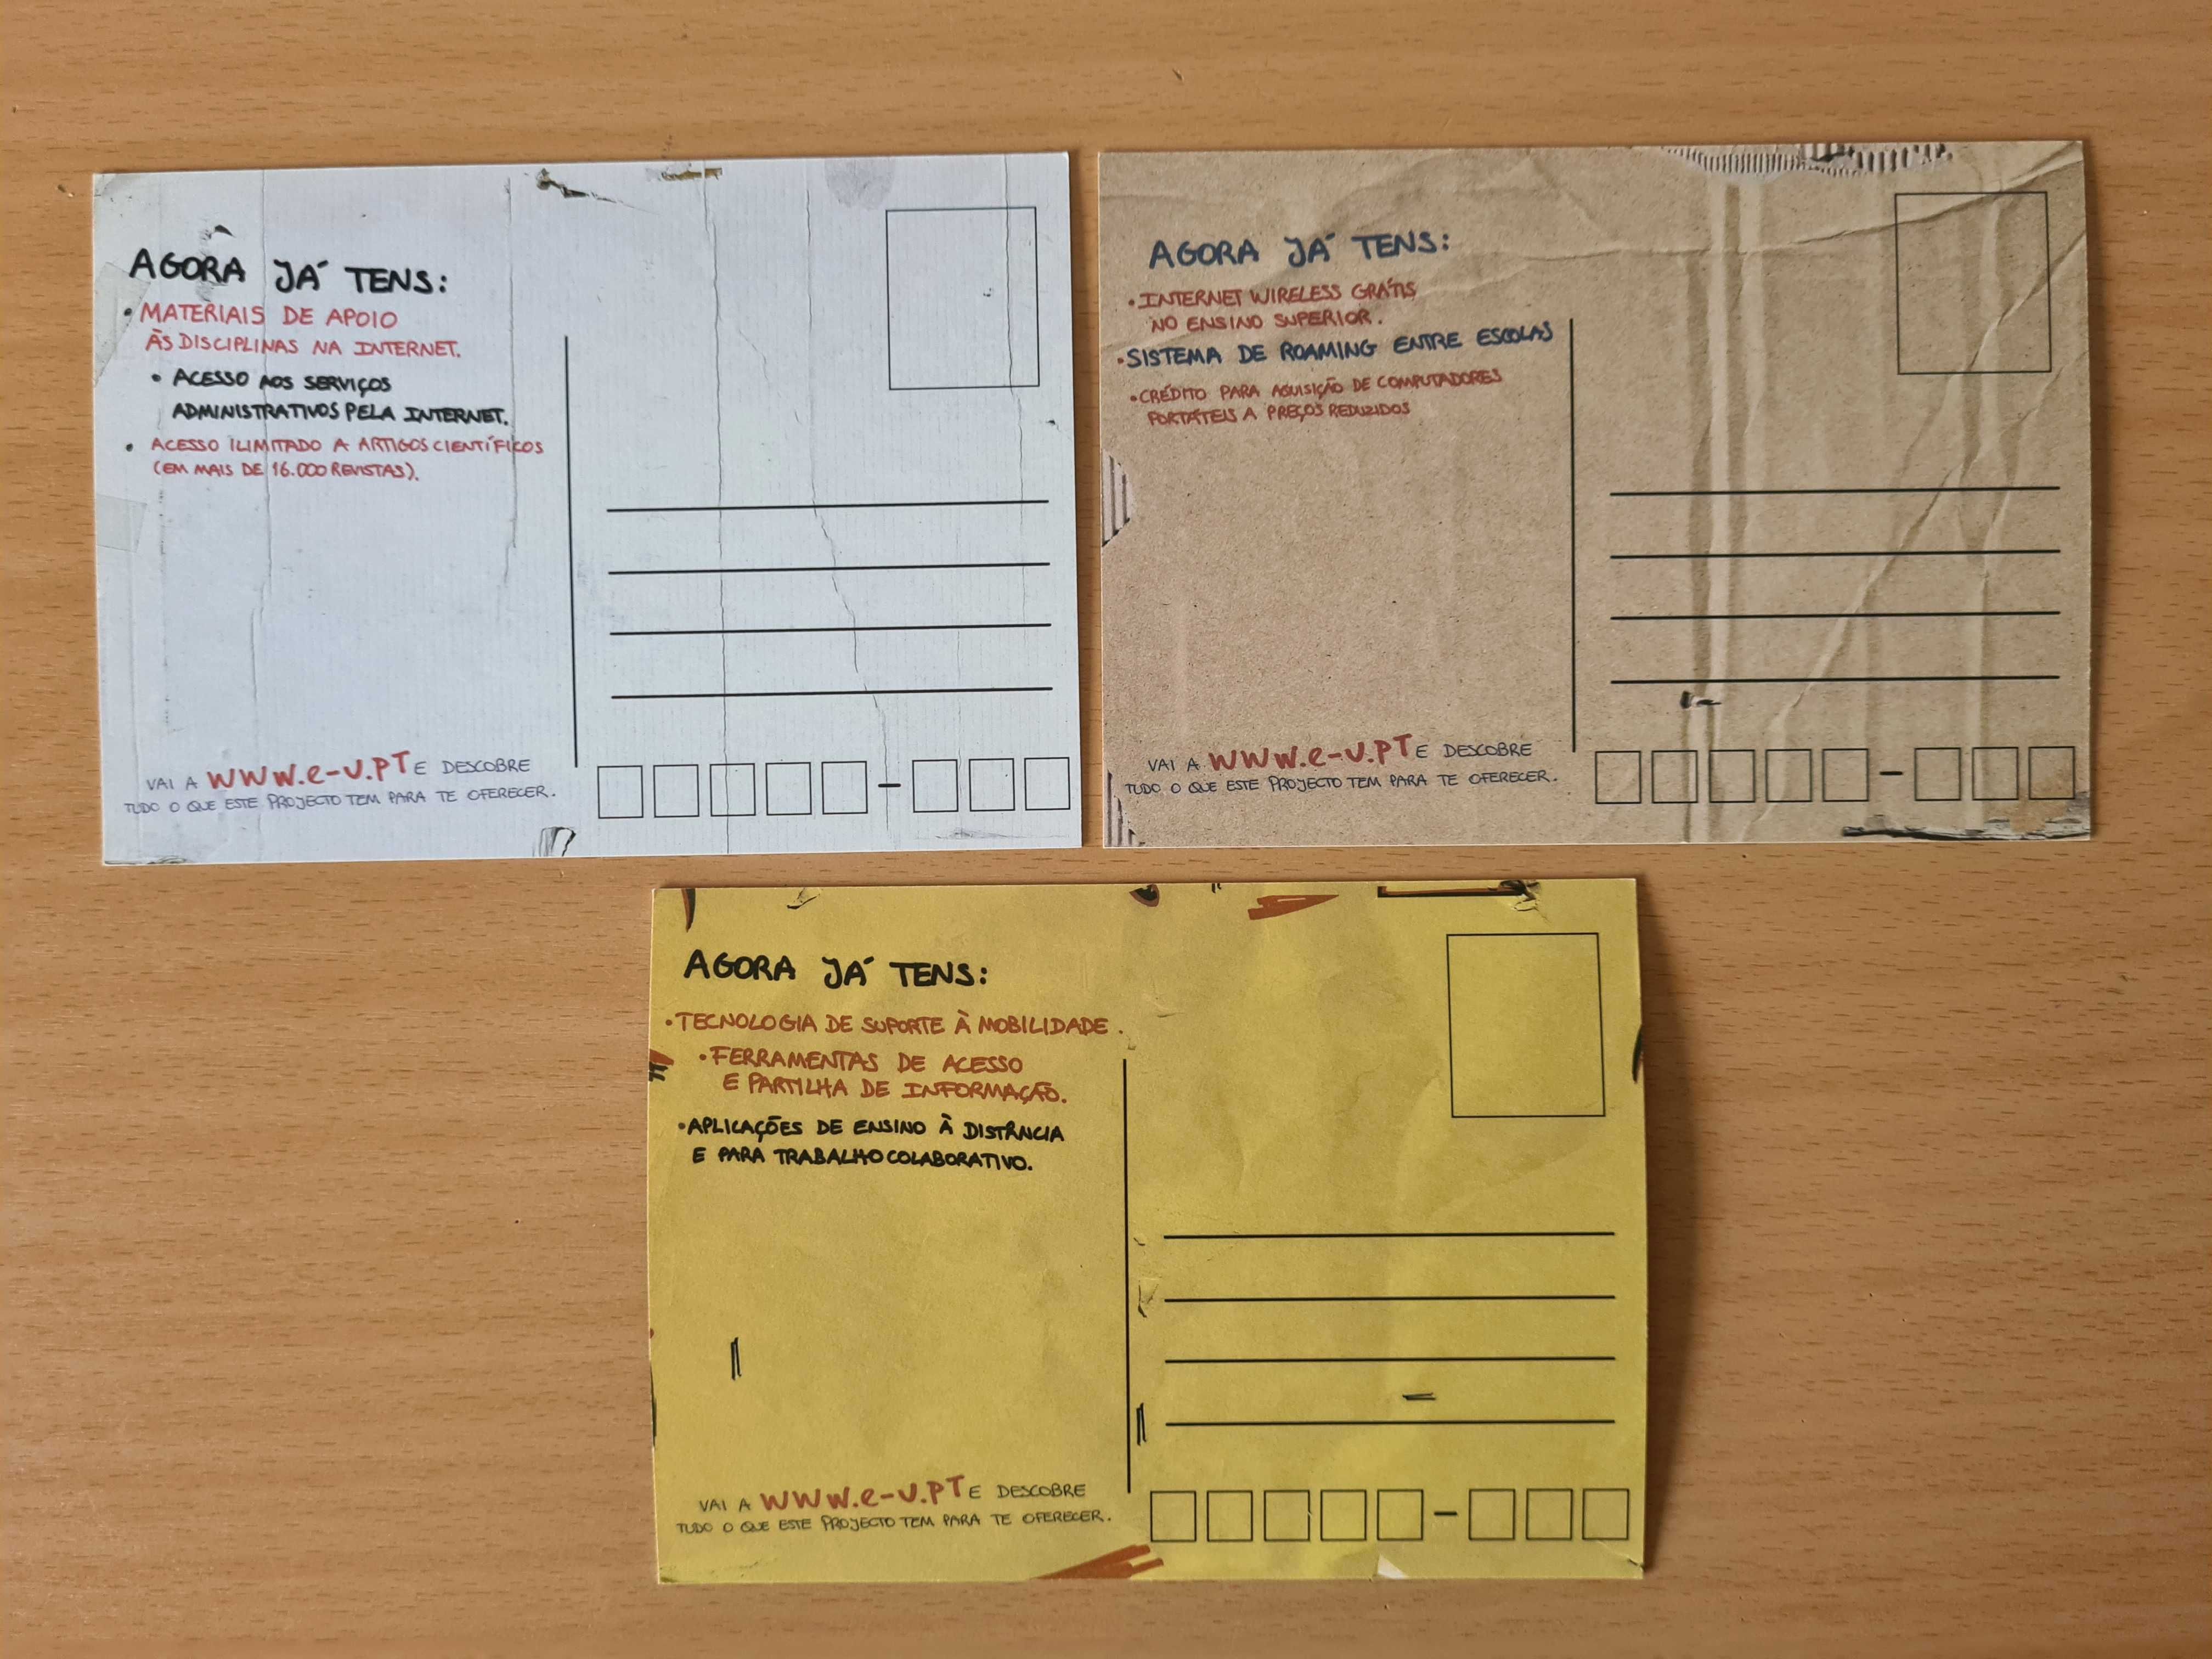 AGORA JÁ TENS:
• MATERIAIS DE APOIO
ÀS DISCIPLINAS NA INTERNET.
• ACESSO AOS SERVIÇOS
ADMINISTRATIVOS PELA INTERNET.
• ACESSO ILIMITADO A ARTIGOS CIENTÍFICOS
(EM MAIS DE 16.000 REVISTAS).
VAI A WWW.e-U.PT E DESCOBRE
TUDO O QUE ESTE PROJECTO TEM PARA TE OFERECER.
AGORA JÁ TENS:
• INTERNET WIRELESS GRÁTIS
NO ENSINO SUPERIOR.
• SISTEMA DE ROAMING ENTRE ESCOLAS
• CRÉDITO PARA AQUISIÇÃO DE COMPUTADORES
PORTÁTEIS A PREÇOS REDUZIDOS
VAI A WWW.e-U.PT E DESCOBRE
TUDO O QUE ESTE PROJECTO TEM PARA TE OFERECER.
AGORA JÁ TENS:
• TECNOLOGIA DE SUPORTE À MOBILIDADE.
• FERRAMENTAS DE ACESSO
E PARTILHA DE INFORMAÇÃO.
• APLICAÇÕES DE ENSINO À DISTÂNCIA
E PARA TRABALHO COLABORATIVO.
VAI A WWW.e-U.PT E DESCOBRE
TUDO O QUE ESTE PROJECTO TEM PARA TE OFERECER.